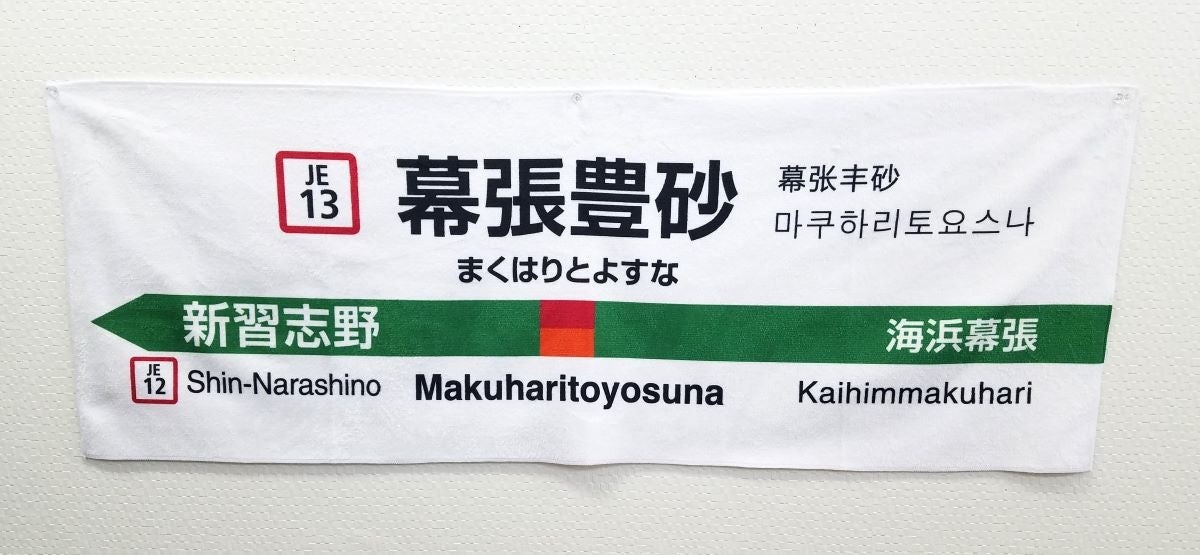 JE
13
幕張豊砂
幕张丰砂
마쿠하리토요스나
まくはりとよすな
新習志野
海浜幕張
JE
12
Shin-Narashino
Makuharitoyosuna
Kaihimmakuhari